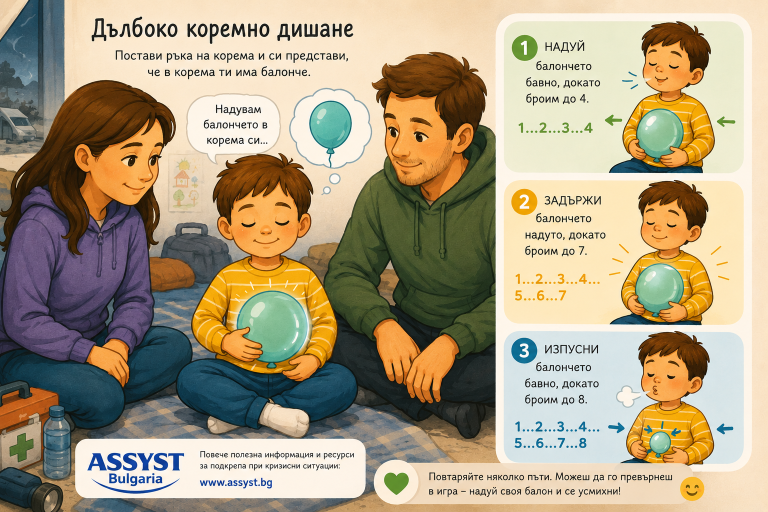 Дълбоко коремно дишане
Постави ръка на корема и си представи,
че в корема ти има балонче.
Надувам
балончето в
корема си...
1 НАДУЙ
балончето
бавно, докато
броим до 4.
1...2...3...4
2 ЗАДЪРЖИ
балончето
надуто, докато
броим до 7.
1...2...3...4...
5...6...7
3 ИЗПУСНИ
балончето
бавно, докато
броим до 8.
1...2...3...4...
5...6...7...8
ASSYST
Bulgaria
Повече полезна информация и ресурси
за подкрепа при кризисни ситуации:
www.assyst.bg
Повтаряйте няколко пъти. Можеш да го превърнеш
в игра – надуй своя балон и се усмихни!